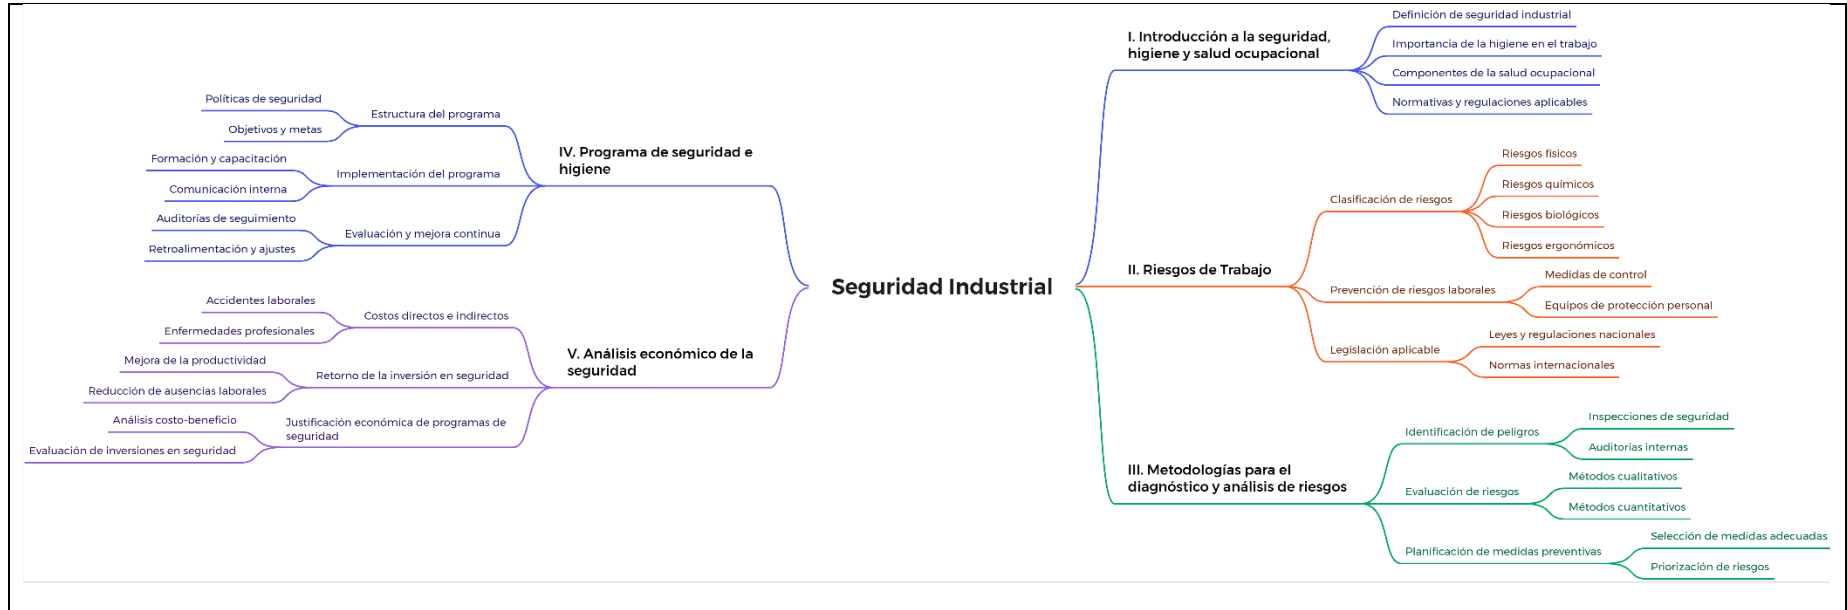 Seguridad Industrial
I. Introducción a la seguridad,
higiene y salud ocupacional
Definición de seguridad industrial
Importancia de la higiene en el trabajo
Componentes de la salud ocupacional
Normativas y regulaciones aplicables
II. Riesgos de Trabajo
Clasificación de riesgos
Riesgos físicos
Riesgos químicos
Riesgos biológicos
Riesgos ergonómicos
Prevención de riesgos laborales
Medidas de control
Equipos de protección personal
Legislación aplicable
Leyes y regulaciones nacionales
Normas internacionales
III. Metodologías para el
diagnóstico y análisis de riesgos
Identificación de peligros
Inspecciones de seguridad
Auditorías internas
Evaluación de riesgos
Métodos cualitativos
Métodos cuantitativos
Planificación de medidas preventivas
Selección de medidas adecuadas
Priorización de riesgos
IV. Programa de seguridad e
higiene
Estructura del programa
Políticas de seguridad
Objetivos y metas
Implementación del programa
Formación y capacitación
Comunicación interna
Evaluación y mejora continua
Auditorías de seguimiento
Retroalimentación y ajustes
V. Análisis económico de la
seguridad
Costos directos e indirectos
Accidentes laborales
Enfermedades profesionales
Retorno de la inversión en seguridad
Mejora de la productividad
Reducción de ausencias laborales
Justificación económica de programas de
seguridad
Análisis costo-beneficio
Evaluación de inversiones en seguridad